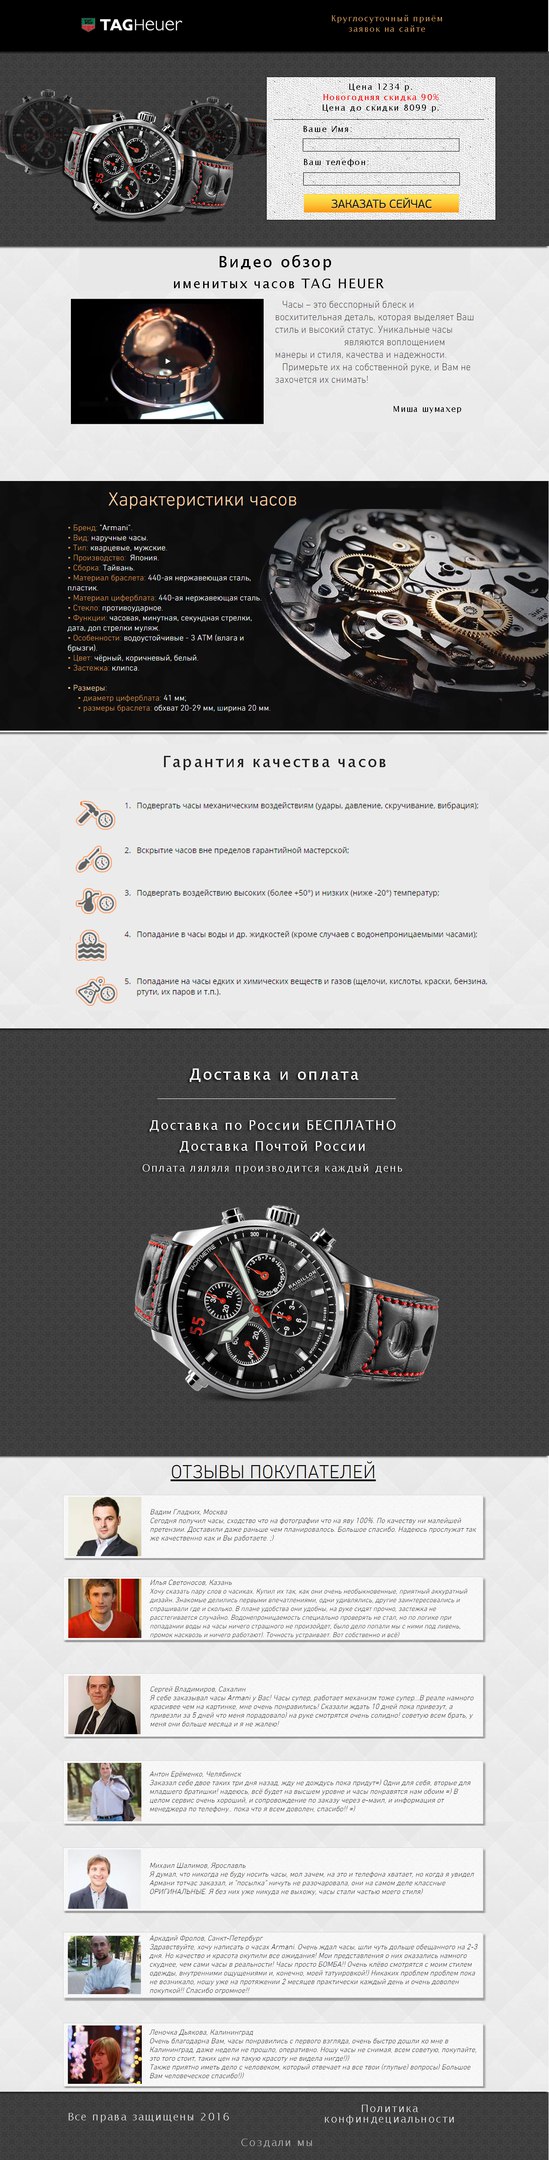 TAGHeuer
Круглосуточный приём
заявок на сайте
Цена 1234 р.
Новогодняя скидка 90%
Цена до скидки 8099 р.
Ваше Имя:
Ваш телефон:
ЗАКАЗАТЬ СЕЙЧАС
Видео обзор
именитых часов TAG HEUER
Часы – это бесспорный блеск и
восхитительная деталь, которая выделяет Ваш
стиль и высокий статус. Уникальные часы
являются воплощением
манеры и стиля, качества и надежности.
Примерьте их на собственной руке, и Вам не
захочется их снимать!
Миша шумахер
Характеристики часов
• Бренд: "Armani".
• Вид: наручные часы.
• Тип: кварцевые, мужские.
• Производство: Япония.
• Сборка: Тайвань.
• Материал браслета: 440-ая нержавеющая сталь,
пластик.
• Материал циферблата: 440-ая нержавеющая сталь.
• Стекло: противоударное.
• Функции: часовая, минутная, секундная стрелки,
дата, доп стрелки муляж.
• Особенности: водоустойчивые - 3 АТМ (влага и
брызги).
• Цвет: чёрный, коричневый, белый.
• Застежка: клипса.
• Размеры:
• диаметр циферблата: 41 мм;
• размеры браслета: обхват 20-29 мм, ширина 20 мм.
Гарантия качества часов
1. Подвергать часы механическим воздействиям (удары, давление, скручивание, вибрация);
2. Вскрытие часов вне пределов гарантийной мастерской;
3. Подвергать воздействию высоких (более +50°) и низких (ниже -20°) температур;
4. Попадание в часы воды и др. жидкостей (кроме случаев с водонепроницаемыми часами);
5. Попадание на часы едких и химических веществ и газов (щелочи, кислоты, краски, бензина,
ртути, их паров и т.п.).
Доставка и оплата
Доставка по России БЕСПЛАТНО
Доставка Почтой России
Оплата ляляля производится каждый день
TACHYMETRE
RAIDILLON
55
ОТЗЫВЫ ПОКУПАТЕЛЕЙ
Вадим Гладких, Москва
Сегодня получил часы, сходство что на фотографии что на яву 100%. По качеству ни малейшей
претензии. Доставили даже раньше чем планировалось. Большое спасибо. Надеюсь прослужат так
же качественно как и Вы работаете. ;)
Илья Светоносов, Казань
Хочу сказать пару слов о часиках, Купил их так, как они очень необыкновенные, приятный аккуратный
дизайн. Знакомые делились первыми впечатлениями, одни удивлялись, другие заинтересовались и
спрашивали где и сколько. В плане удобства они удобны, на руке сидят прочно, застежка не
расстегивается случайно. Водонепроницаемость специально проверять не стал, но по логике при
попадании воды на часы ничего страшного не произойдет, было дело попали мы с ними под ливень,
промок насквозь и ничего работают). Точность устраивает. Вот собственно и всё)
Сергей Владимиров, Сахалин
Я себе заказывал часы Armani у Вас! Часы супер, работает механизм тоже супер...В реале намного
красивее чем на картинке, мне очень понравились! Сказали ждать 10 дней пока привезут, а
привезли за 5 дней что меня порадовало) на руке смотрятся очень солидно! советую всем брать, у
меня они больше месяца и я не жалею!
Антон Ерёменко, Челябинск
Заказал себе двое таких три дня назад, жду не дождусь пока придут=) Одни для себя, вторые для
младшего братишки! надеюсь, всё будет на высшем уровне и часы понравятся нам обоим =) В
целом сервис очень хороший, и сопровождение по заказу через е-маил, и информация от
менеджера по телефону.. пока что я всем доволен, спасибо!! =)
Михаил Шалимов, Ярославль
Я думал, что никогда не буду носить часы, мол зачем, на это и телефона хватает, но когда я увидел
Армани тотчас заказал, и "посылка" ничуть не разочаровала, они на самом деле классные
ОРИГИНАЛЬНЫЕ. Я без них уже никуда не выхожу, часы стали частью моего стиля)
Аркадий Фролов, Санкт-Петербург
Здравствуйте, хочу написать о часах Armani. Очень ждал часы, шли чуть дольше обещанного на 2-3
дня. Но качество и красота окупили все ожидания! Мои представления о них оказались намного
скуднее, чем сами часы в реальности! Часы просто БОМБА!! Очень клёво смотрятся с моим стилем
одежды, внутренними ощущениями и, конечно, моей татуировкой!! Никаких проблем проблем пока
не возникало, ношу уже на протяжении 2 месяцев практически каждый день и очень доволен
покупкой!! Спасибо огромное!!
Леночка Дьякова, Калининград
Очень благодарна Вам, часы понравились с первого взгляда, очень быстро дошли ко мне в
Калининград, даже недели не прошло, оперативно. Ношу часы не снимая, всем советую, покупайте,
это того стоит, таких цен на такую красоту не видела нигде!)))
Также приятно иметь дело с человеком, который отвечает на все твои (глупые) вопросы) Большое
Вам человеческое спасибо!)))
Все права защищены 2016
Политика
конфиндециальности
Создали мы